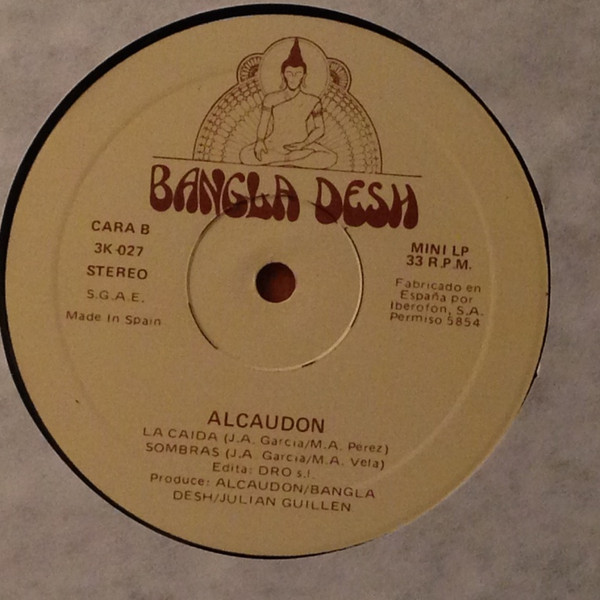 BANGLA DESH
CARA B
3K-027
STEREO
S.G.A.E.
Made In Spain
MINI LP
33 R.P.M.
Fabricado en
España por
Iberofon, S.A.
Permiso 5854
ALCAUDON
LA CAIDA (J.A. Garcia/M.A. Perez)
SOMBRAS (J.A. Garcia/M.A. Vela)
Edita: DRO s.l.
Produce: ALCAUDON/BANGLA
DESH/JULIAN GUILLEN